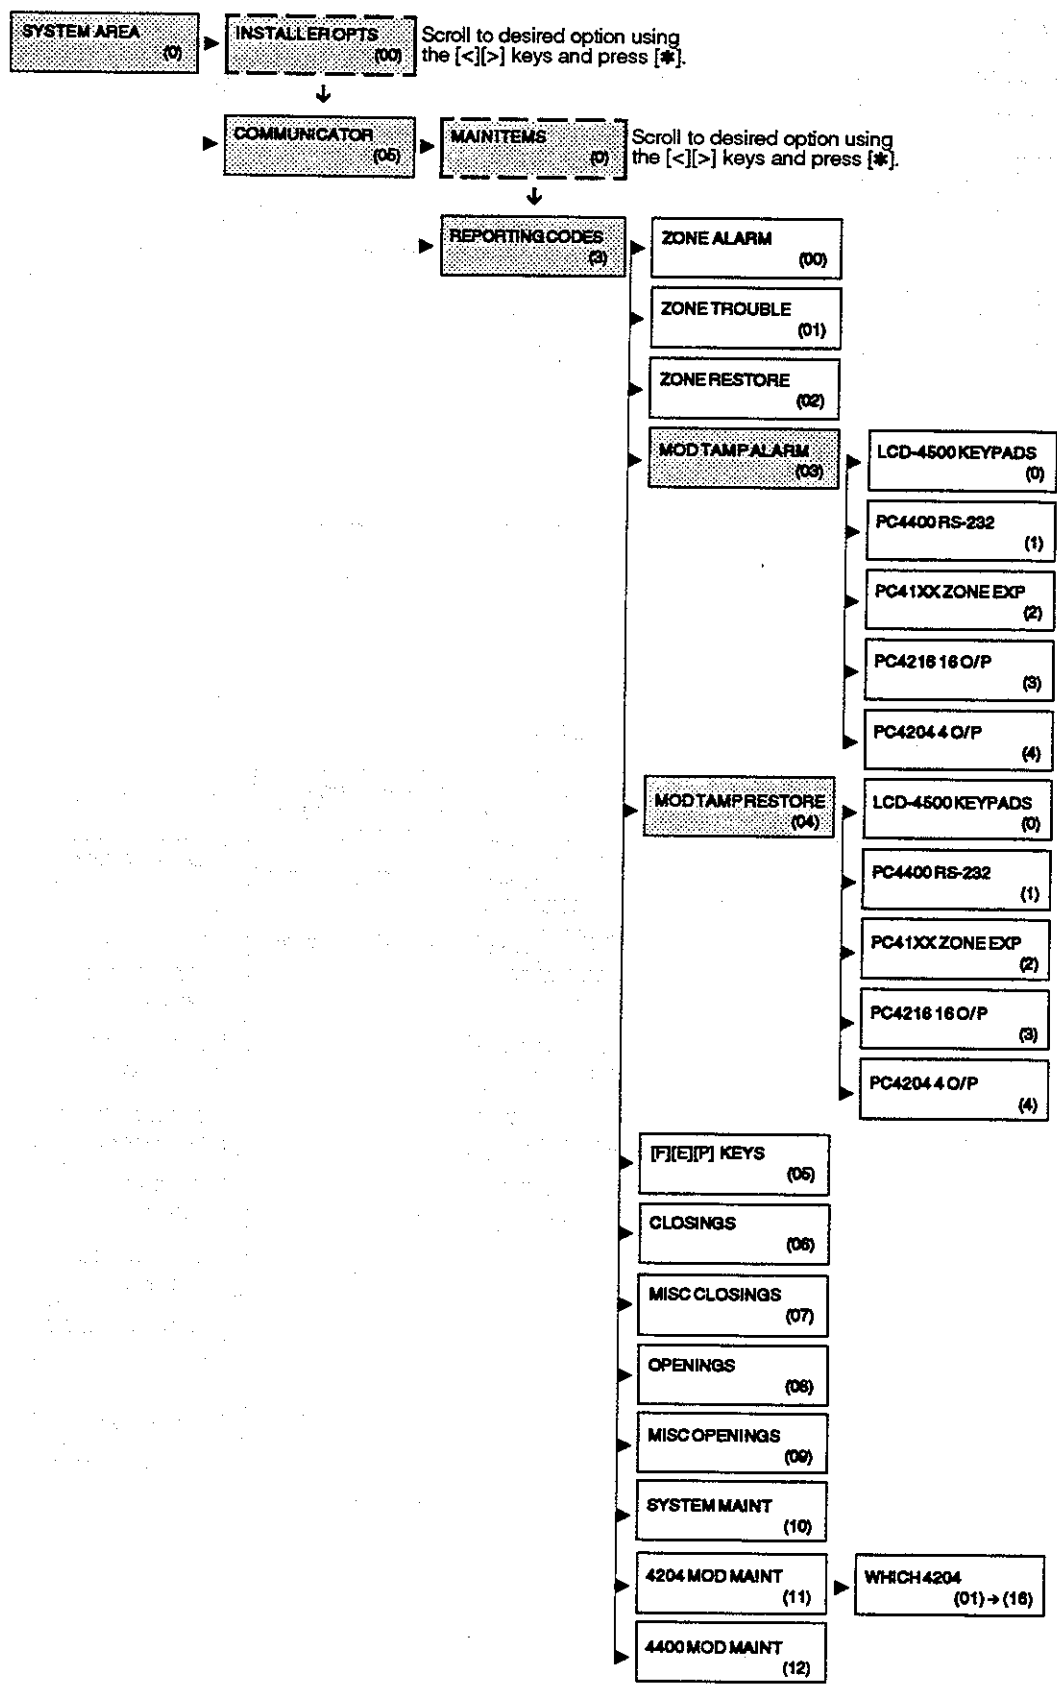 SYSTEM AREA
(0)
INSTALLER OPTS
(00)
Scroll to desired option using
the [<][>] keys and press [✱].
COMMUNICATOR
(05)
MAIN ITEMS
(0)
Scroll to desired option using
the [<][>] keys and press [✱].
REPORTING CODES
(3)
ZONE ALARM
(00)
ZONE TROUBLE
(01)
ZONE RESTORE
(02)
MOD TAMP ALARM
(03)
LCD-4500 KEYPADS
(0)
PC4400 RS-232
(1)
PC41XX ZONE EXP
(2)
PC4216 16 O/P
(3)
PC4204 4 O/P
(4)
MOD TAMP RESTORE
(04)
LCD-4500 KEYPADS
(0)
PC4400 RS-232
(1)
PC41XX ZONE EXP
(2)
PC4216 16 O/P
(3)
PC4204 4 O/P
(4)
[F][E][P] KEYS
(05)
CLOSINGS
(06)
MISC CLOSINGS
(07)
OPENINGS
(08)
MISC OPENINGS
(09)
SYSTEM MAINT
(10)
4204 MOD MAINT
(11)
WHICH 4204
(01) → (16)
4400 MOD MAINT
(12)